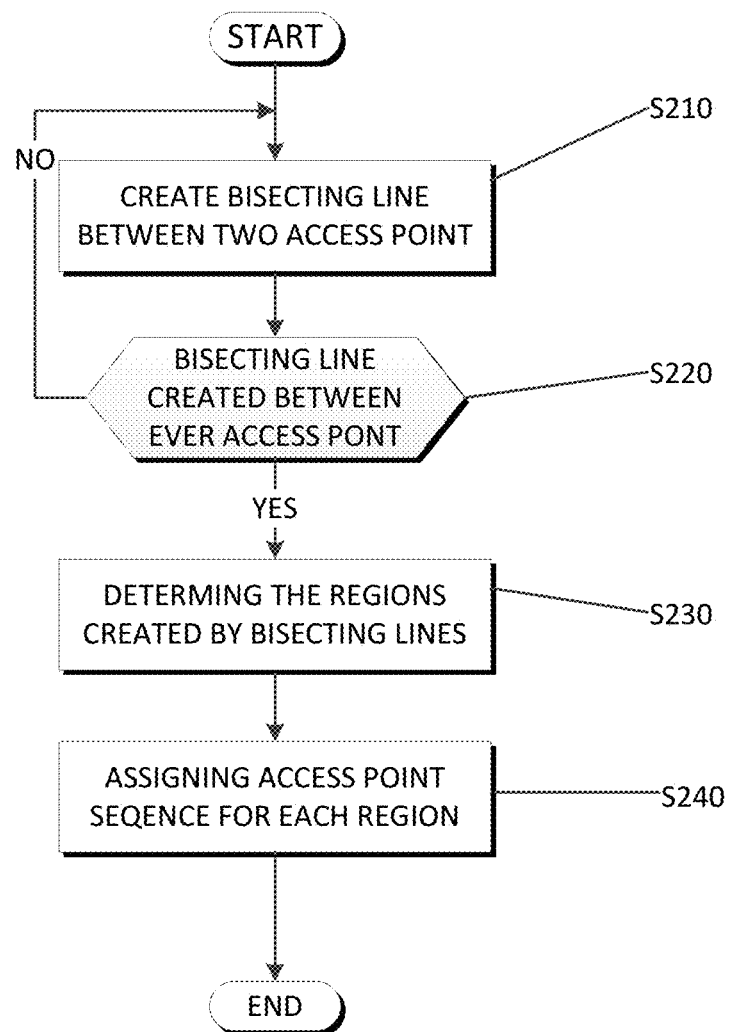 START
S210
NO
CREATE BISECTING LINE
BETWEEN TWO ACCESS POINT
BISECTING LINE
CREATED BETWEEN
EVER ACCESS PONT
S220
YES
DETERMING THE REGIONS
CREATED BY BISECTING LINES
S230
ASSIGNING ACCESS POINT
SEQENCE FOR EACH REGION
S240
END